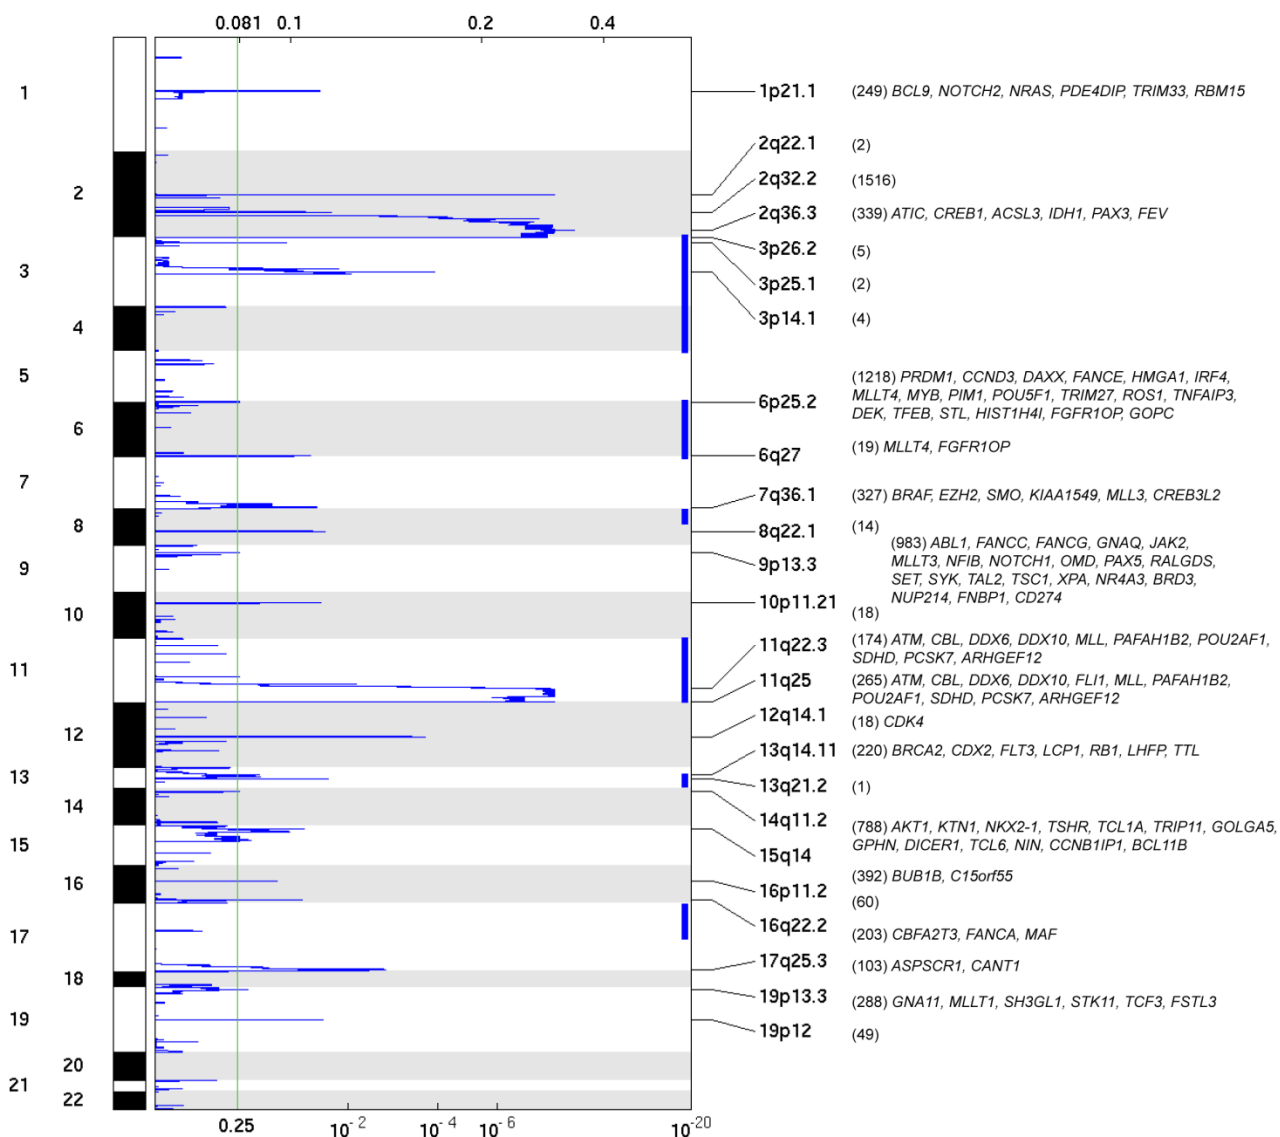 0.081 0.1 0.2 0.4
1 1p21.1 (249) BCL9, NOTCH2, NRAS, PDE4DIP, TRIM33, RBM15
2q22.1 (2)
2 2q32.2 (1516)
2q36.3 (339) ATIC, CREB1, ACSL3, IDH1, PAX3, FEV
3p26.2 (5)
3 3p25.1 (2)
3p14.1 (4)
4
5 (1218) PRDM1, CCND3, DAXX, FANCE, HMGA1, IRF4,
MLLT4, MYB, PIM1, POU5F1, TRIM27, ROS1, TNFAIP3,
6p25.2 DEK, TFEB, STL, HIST1H4I, FGFR1OP, GOPC
6
6q27 (19) MLLT4, FGFR1OP
7 7q36.1 (327) BRAF, EZH2, SMO, KIAA1549, MLL3, CREB3L2
8 8q22.1 (14)
(983) ABL1, FANCC, FANCG, GNAQ, JAK2,
9 9p13.3 MLLT3, NFIB, NOTCH1, OMD, PAX5, RALGDS,
SET, SYK, TAL2, TSC1, XPA, NR4A3, BRD3,
NUP214, FNBP1, CD274
10 10p11.21 (18)
11q22.3 (174) ATM, CBL, DDX6, DDX10, MLL, PAFAH1B2, POU2AF1,
SDHD, PCSK7, ARHGEF12
11 11q25 (265) ATM, CBL, DDX6, DDX10, FLI1, MLL, PAFAH1B2,
POU2AF1, SDHD, PCSK7, ARHGEF12
12q14.1 (18) CDK4
12 13q14.11 (220) BRCA2, CDX2, FLT3, LCP1, RB1, LHFP, TTL
13 13q21.2 (1)
14 14q11.2 (788) AKT1, KTN1, NKX2-1, TSHR, TCL1A, TRIP11, GOLGA5,
GPHN, DICER1, TCL6, NIN, CCNB1IP1, BCL11B
15 15q14 (392) BUB1B, C15orf55
16 16p11.2 (60)
16q22.2 (203) CBFA2T3, FANCA, MAF
17 17q25.3 (103) ASPSCR1, CANT1
18 19p13.3 (288) GNA11, MLLT1, SH3GL1, STK11, TCF3, FSTL3
19 19p12 (49)
20
21
22
0.25 10-2 10-4 10-6 10-20